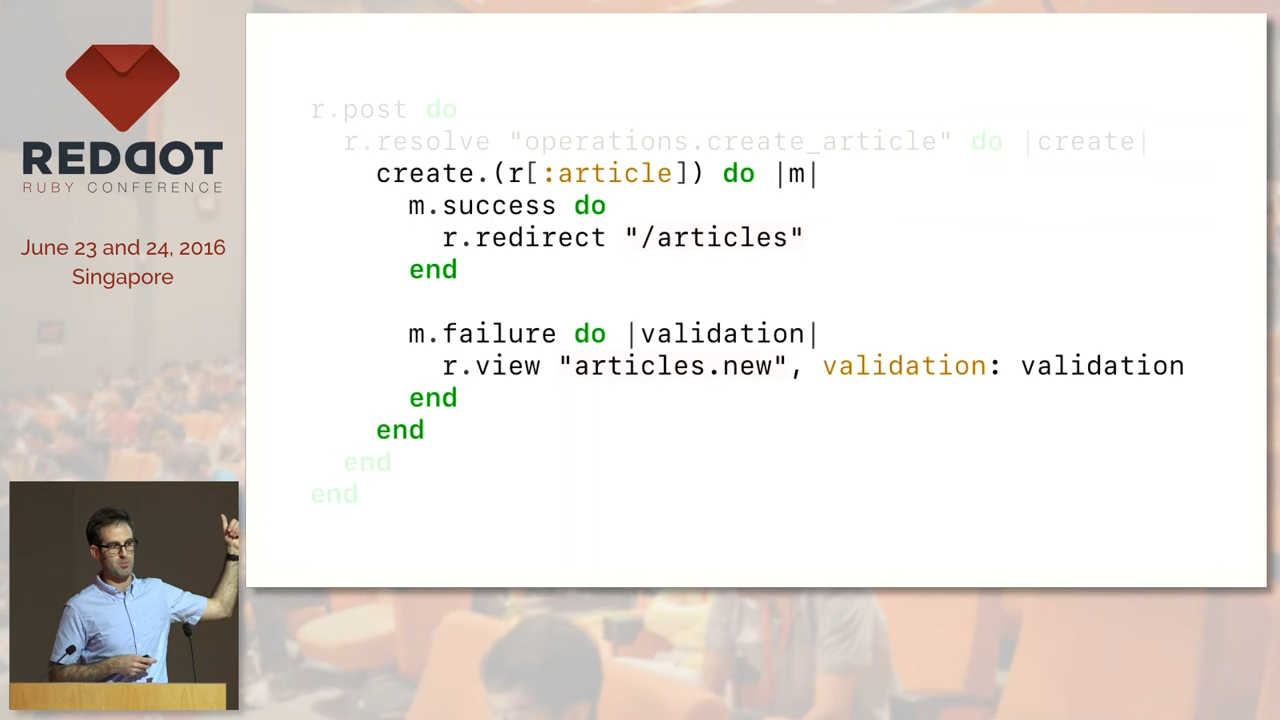 REDDOT
RUBY CONFERENCE
June 23 and 24, 2016
Singapore
r.post do
r.resolve "operations.create_article" do |create|
create.(r[:article]) do |m|
m.success do
r.redirect "/articles"
end
m.failure do |validation|
r.view "articles.new", validation: validation
end
end
end
end